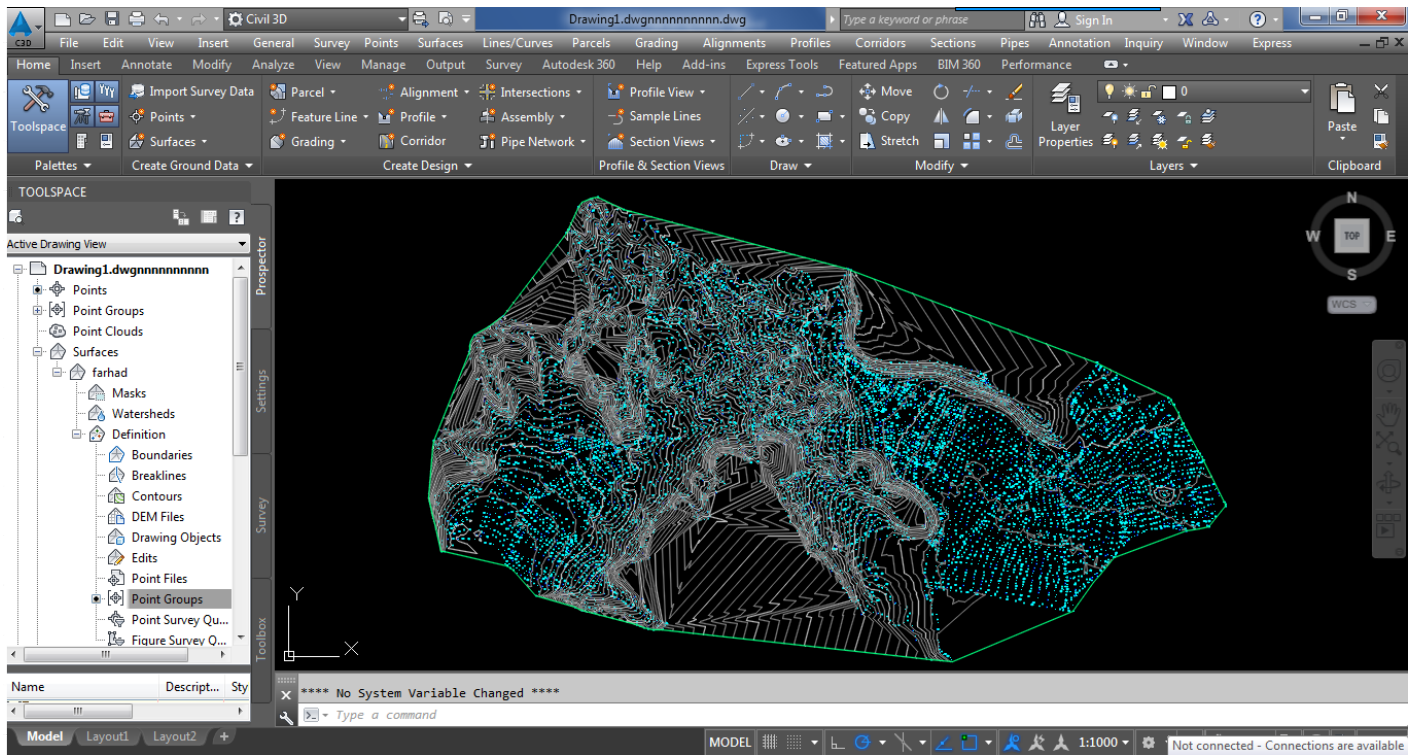 Civil 3D Drawing1.dwgnnnnnnnnnn.dwg Type a keyword or phrase Sign In
C3D File Edit View Insert General Survey Points Surfaces Lines/Curves Parcels Grading Alignments Profiles Corridors Sections Pipes Annotation Inquiry Window Express
Home Insert Annotate Modify Analyze View Manage Output Survey Autodesk 360 Help Add-ins Express Tools Featured Apps BIM 360 Performance
Import Survey Data Parcel Alignment Intersections Profile View Move 0
Toolspace Points Feature Line Profile Assembly Sample Lines Copy Layer Properties Paste
Surfaces Grading Corridor Pipe Network Section Views Stretch
Palettes Create Ground Data Create Design Profile & Section Views Draw Modify Layers Clipboard
TOOLSPACE
Active Drawing View
Drawing1.dwgnnnnnnnnnn
Points
Point Groups
Point Clouds
Surfaces
farhad
Masks
Watersheds
Definition
Boundaries
Breaklines
Contours
DEM Files
Drawing Objects
Edits
Point Files
Point Groups
Point Survey Qu...
Figure Survey Q...
Prospector
Settings
Survey
Toolbox
N
W TOP E
S
WCS
Y
X
Name Descript... Sty
**** No System Variable Changed ****
Type a command
Model Layout1 Layout2 +
MODEL 1:1000
Not connected - Connections are available